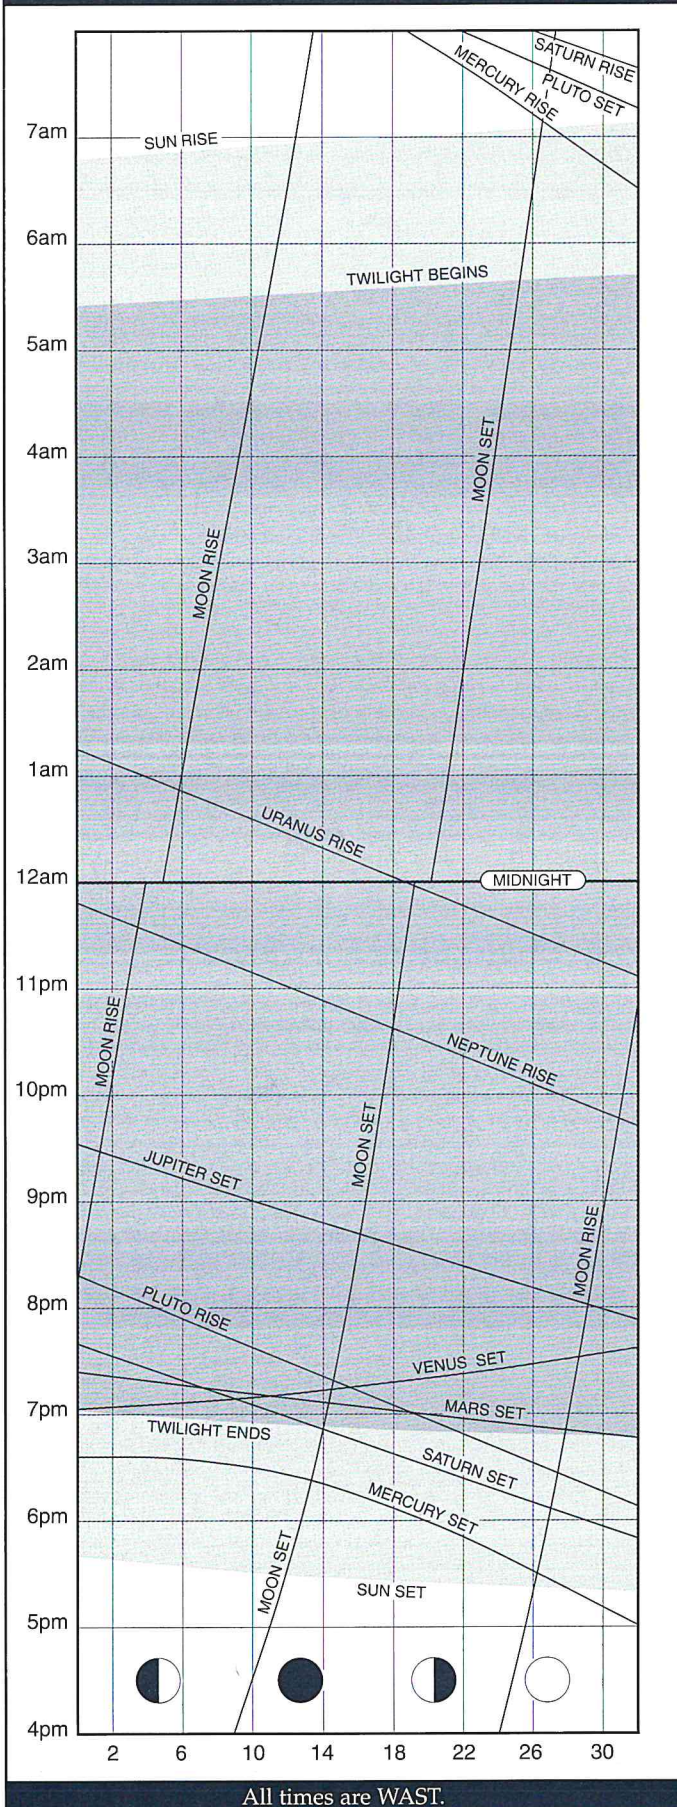 SATURN RISE
MERCURY RISE
PLUTO SET
7am
SUN RISE
6am
TWILIGHT BEGINS
5am
4am
MOON SET
3am
MOON RISE
2am
1am
URANUS RISE
12am
MIDNIGHT
11pm
MOON RISE
NEPTUNE RISE
10pm
MOON SET
JUPITER SET
9pm
MOON RISE
8pm
PLUTO RISE
VENUS SET
7pm
MARS SET
TWILIGHT ENDS
SATURN SET
MERCURY SET
6pm
MOON SET
SUN SET
5pm
4pm
2 6 10 14 18 22 26 30
All times are WAST.